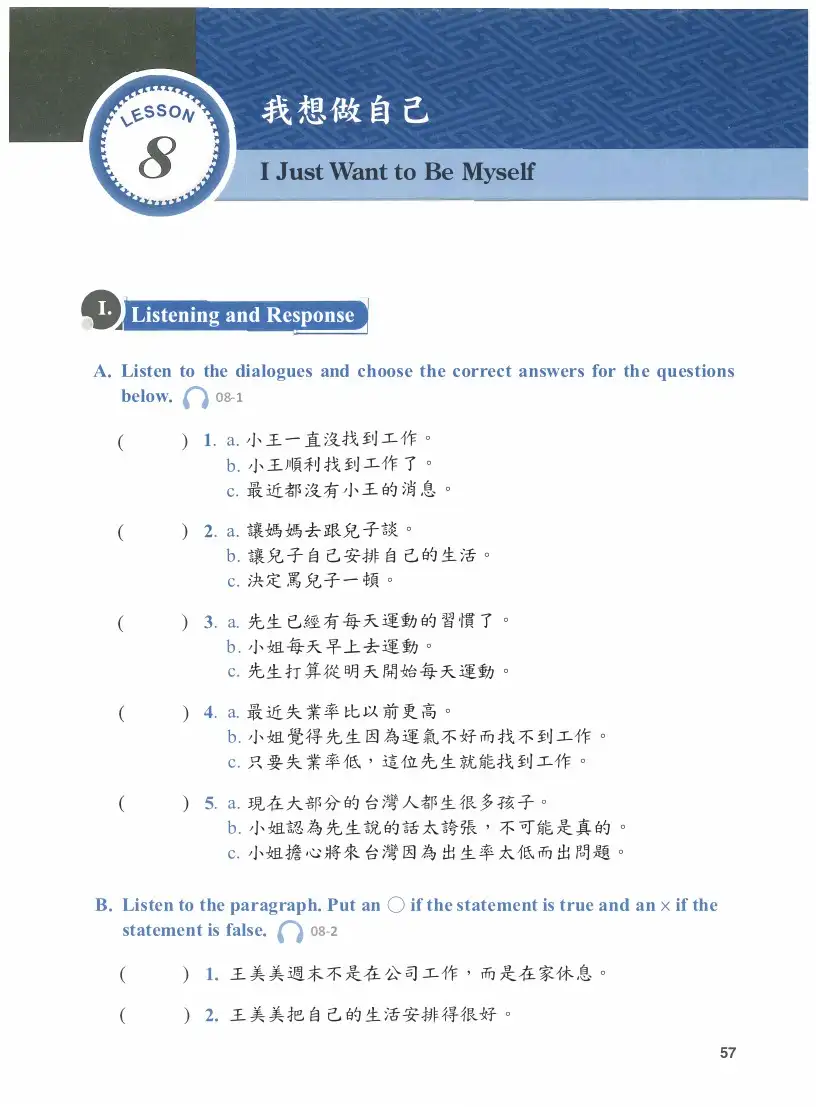 LESSON
8
我想做自己
I Just Want to Be Myself
I. Listening and Response
A. Listen to the dialogues and choose the correct answers for the questions
below. 08-1
( ) 1. a. 小王一直沒找到工作。
b. 小王順利找到工作了。
c. 最近都沒有小王的消息。
( ) 2. a. 讓媽媽去跟兒子談。
b. 讓兒子自己安排自己的生活。
c. 決定罵兒子一頓。
( ) 3. a. 先生已經有每天運動的習慣了。
b. 小姐每天早上去運動。
c. 先生打算從明天開始每天運動。
( ) 4. a. 最近失業率比以前更高。
b. 小姐覺得先生因為運氣不好而找不到工作。
c. 只要失業率低，這位先生就能找到工作。
( ) 5. a. 現在大部分的台灣人都生很多孩子。
b. 小姐認為先生說的話太誇張，不可能是真的。
c. 小姐擔心將來台灣因為出生率太低而出問題。
B. Listen to the paragraph. Put an ○ if the statement is true and an × if the
statement is false. 08-2
( ) 1. 王美美週末不是在公司工作，而是在家休息。
( ) 2. 王美美把自己的生活安排得很好。
57